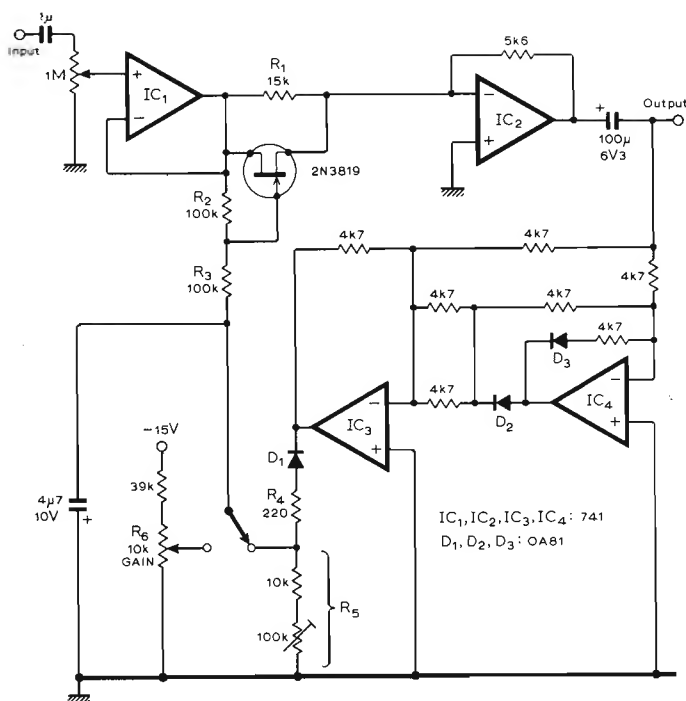 1µ
Input
1M
+
−
IC1
R1
15k
2N3819
R2
100k
R3
100k
5k6
−
+
IC2
+
100µ
6V3
Output
4k7
4k7
4k7
4k7
4k7
4k7
D3
4k7
D2
−
+
IC4
−
+
IC3
D1
R4
220
−15V
39k
R6
10k
GAIN
4µ7
10V
+
10k
100k
R5
IC1, IC2, IC3, IC4 : 741
D1, D2, D3 : OA81